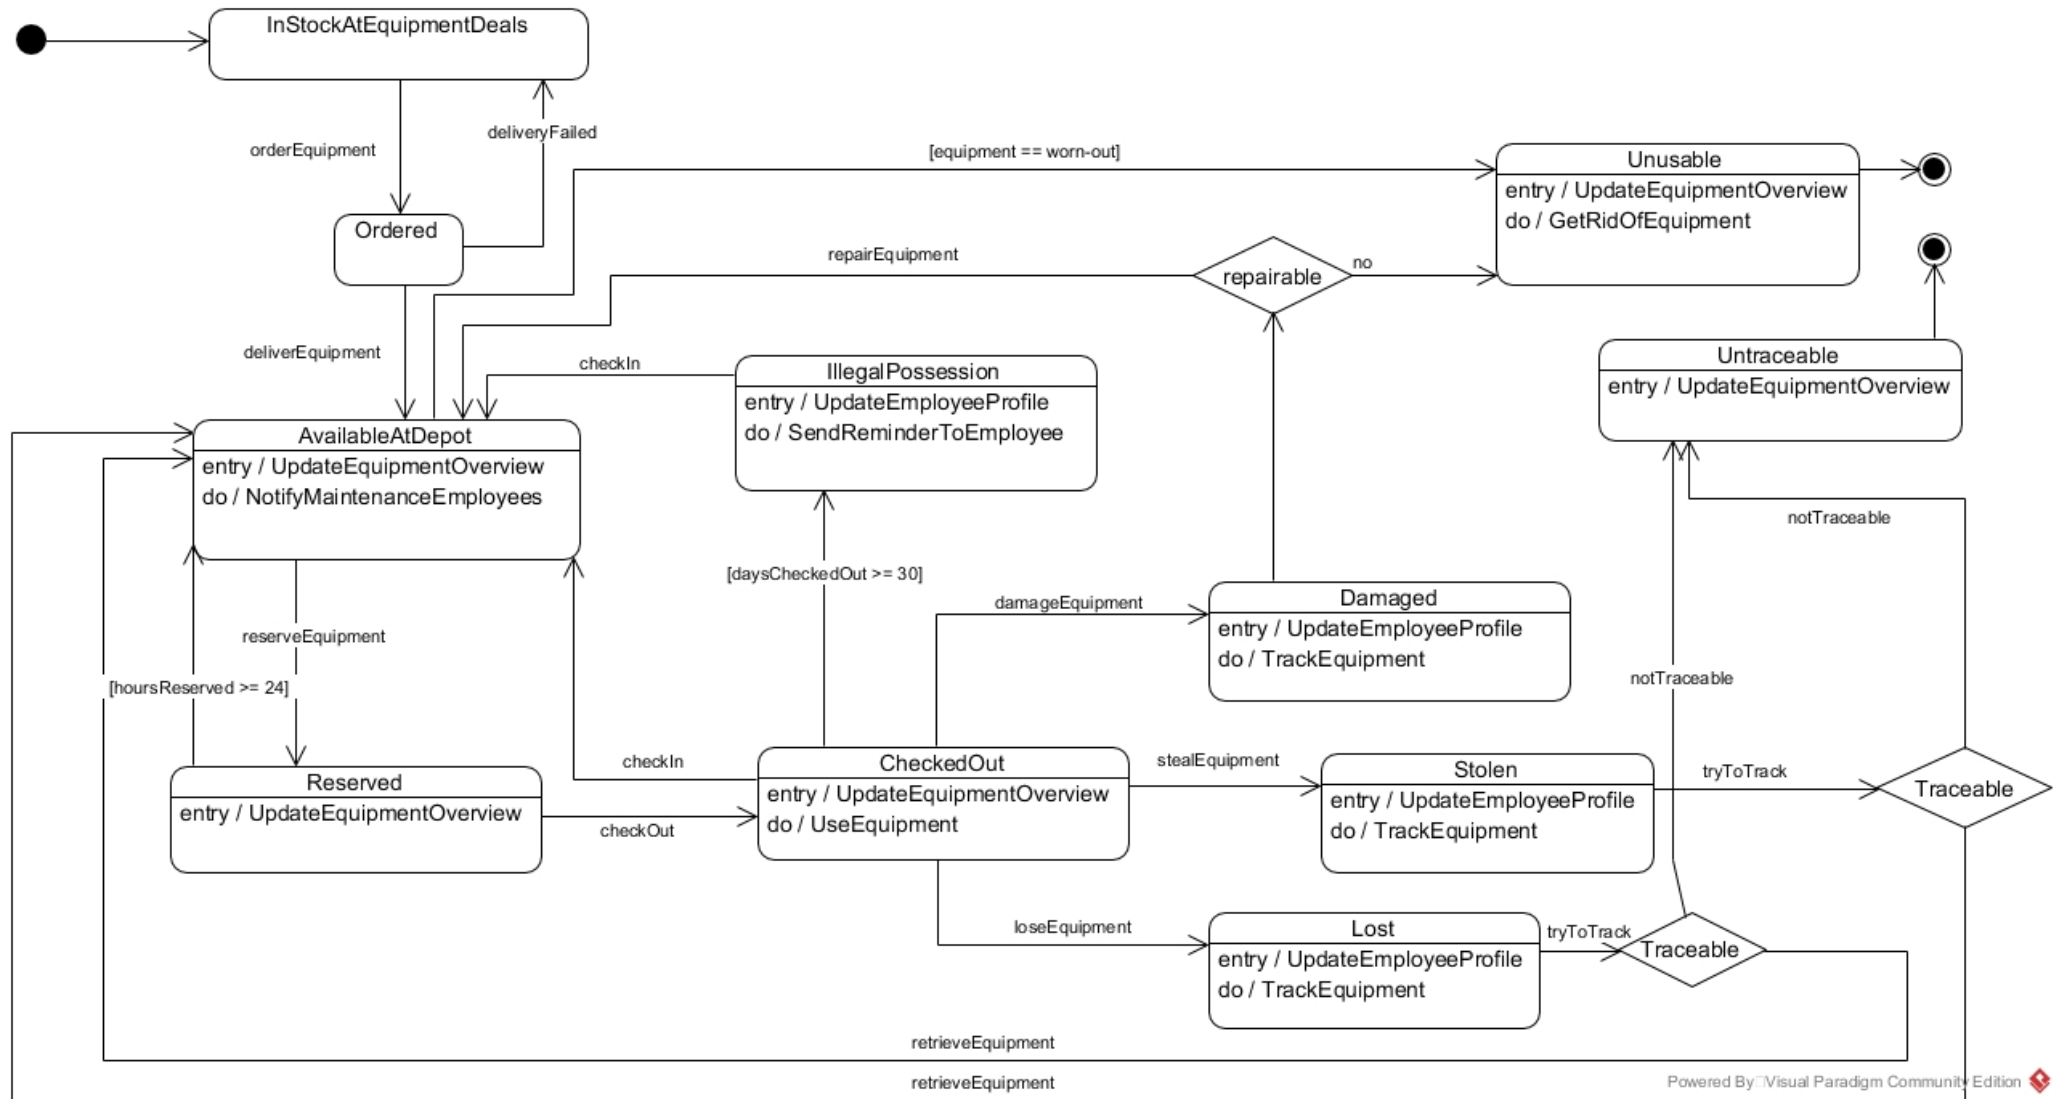 InStockAtEquipmentDeals
deliveryFailed
orderEquipment
[equipment == worn-out]
Unusable
entry / UpdateEquipmentOverview
do / GetRidOfEquipment
Ordered
repairEquipment
repairable
no
deliverEquipment
checkIn
IllegalPossession
entry / UpdateEmployeeProfile
do / SendReminderToEmployee
Untraceable
entry / UpdateEquipmentOverview
AvailableAtDepot
entry / UpdateEquipmentOverview
do / NotifyMaintenanceEmployees
notTraceable
[daysCheckedOut >= 30]
damageEquipment
Damaged
entry / UpdateEmployeeProfile
do / TrackEquipment
reserveEquipment
[hoursReserved >= 24]
notTraceable
Reserved
entry / UpdateEquipmentOverview
checkIn
checkOut
CheckedOut
entry / UpdateEquipmentOverview
do / UseEquipment
stealEquipment
Stolen
entry / UpdateEmployeeProfile
do / TrackEquipment
tryToTrack
Traceable
loseEquipment
Lost
entry / UpdateEmployeeProfile
do / TrackEquipment
tryToTrack
Traceable
retrieveEquipment
retrieveEquipment
Powered By Visual Paradigm Community Edition